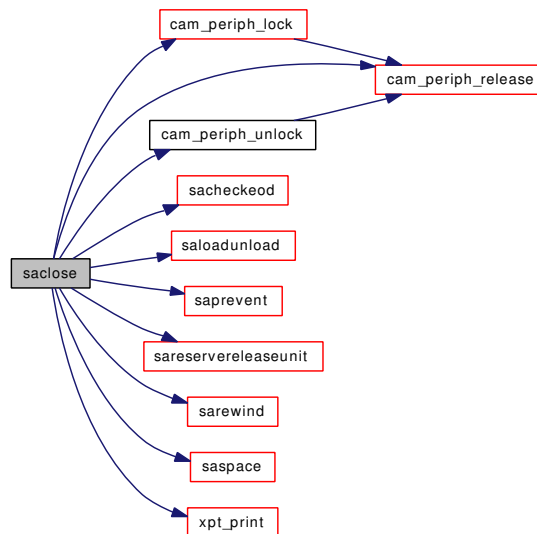 cam_periph_lock
cam_periph_release
cam_periph_unlock
sacheckeod
saloadunload
saclose
saprevent
sareservereleaseunit
sarewind
saspace
xpt_print